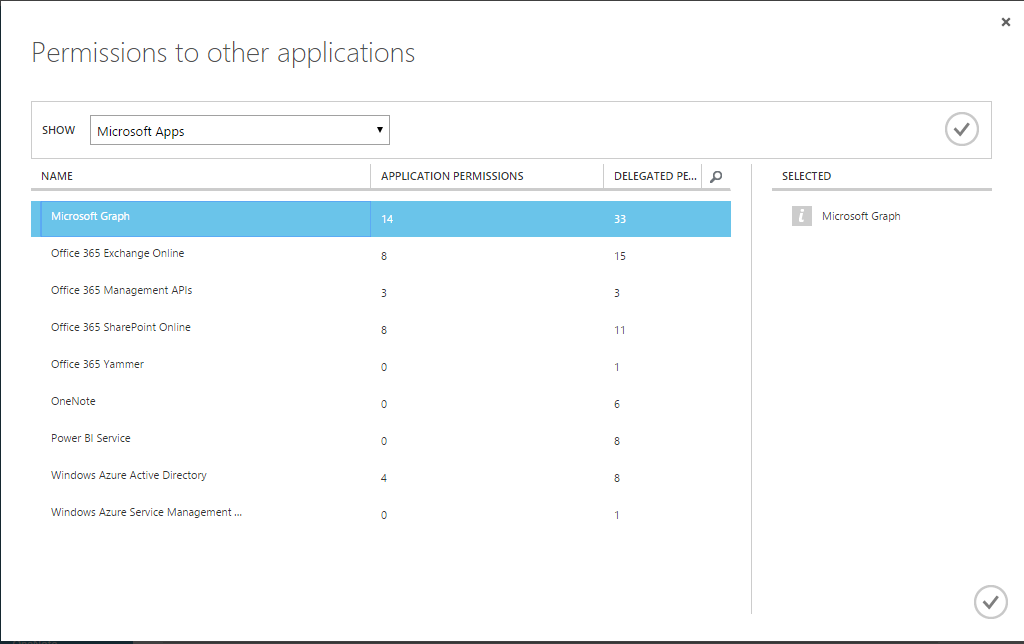 Permissions to other applications
SHOW Microsoft Apps
NAME APPLICATION PERMISSIONS DELEGATED PE... SELECTED
Microsoft Graph 14 33 Microsoft Graph
Office 365 Exchange Online 8 15
Office 365 Management APIs 3 3
Office 365 SharePoint Online 8 11
Office 365 Yammer 0 1
OneNote 0 6
Power BI Service 0 8
Windows Azure Active Directory 4 8
Windows Azure Service Management ... 0 1